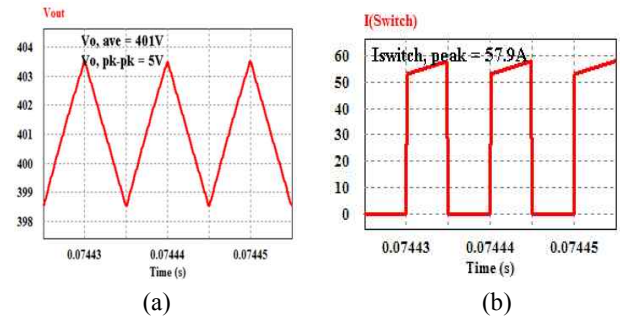 Vout
Vo, ave = 401V
Vo, pk-pk = 5V
404
403
402
401
400
399
398
0.07443 0.07444 0.07445
Time (s)
(a)
I(Switch)
Iswitch, peak = 57.9A
60
50
40
30
20
10
0
0.07443 0.07444 0.07445
Time (s)
(b)